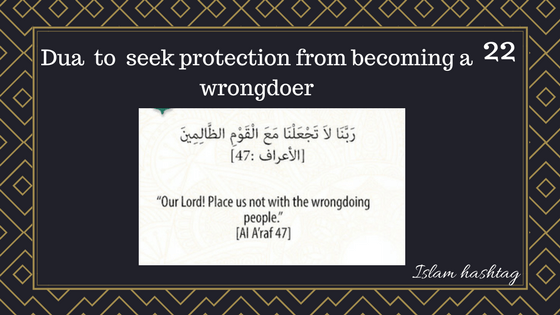 Dua to seek protection from becoming a
wrongdoer
22
رَبَّنَا لاَ تَجْعَلْنَا مَعَ الْقَوْمِ الظَّالِمِينَ
[الأعراف :47]
“Our Lord! Place us not with the wrongdoing
people.”
[Al A’raf 47]
Islam hashtag